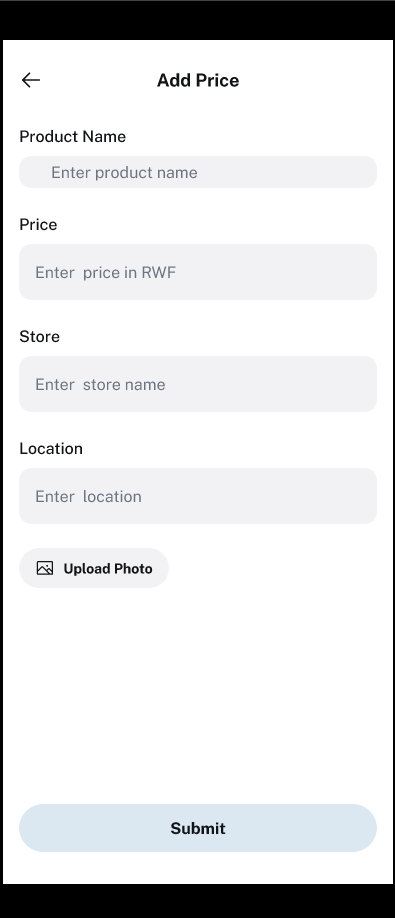 Add Price
Product Name
Enter product name
Price
Enter  price in RWF
Store
Enter  store name
Location
Enter  location
Upload Photo
Submit